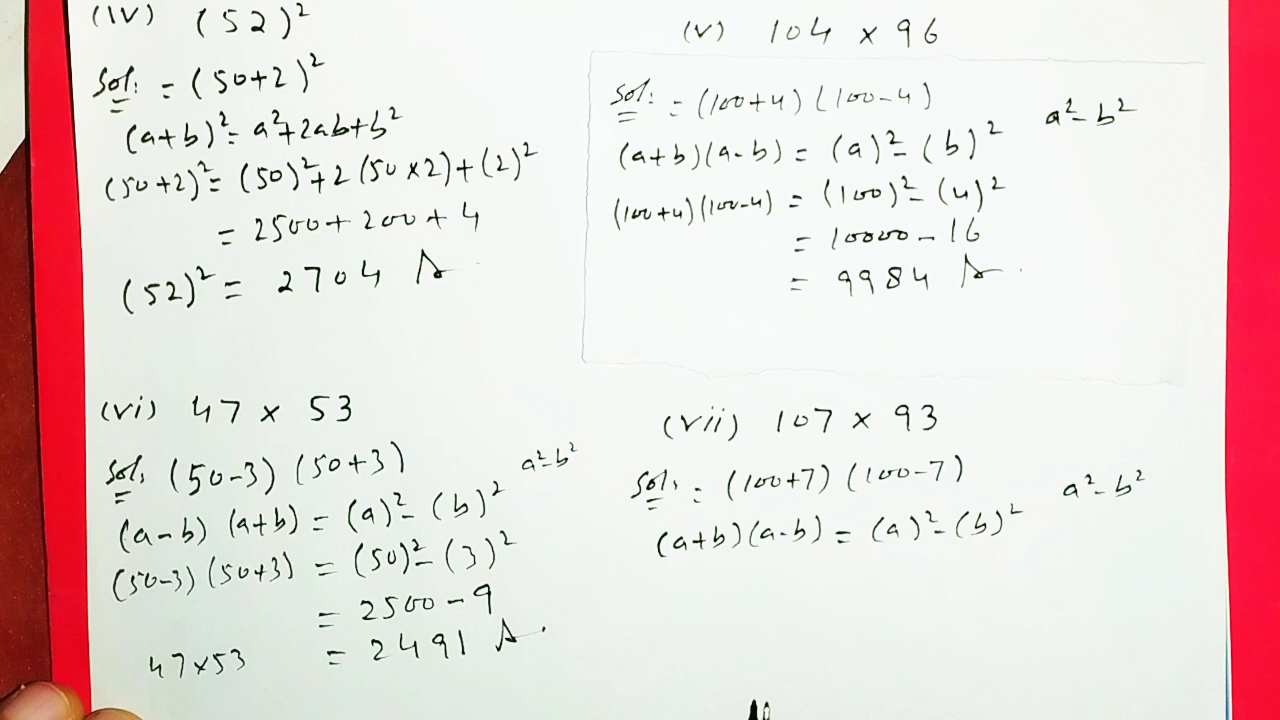 (iv) (52)²
Sol: = (50+2)²
(a+b)² = a²+2ab+b²
(50+2)² = (50)²+2(50×2)+(2)²
= 2500+200+4
(52)² = 2704 A
(v) 104 × 96
Sol: = (100+4)(100-4)
a²-b²
(a+b)(a-b) = (a)²-(b)²
(100+4)(100-4) = (100)²-(4)²
= 10000-16
= 9984 A.
(vi) 47 × 53
Sol: (50-3)(50+3)
a²-b²
(a-b)(a+b) = (a)²-(b)²
(50-3)(50+3) = (50)²-(3)²
= 2500-9
47×53 = 2491 A.
(vii) 107 × 93
Sol: = (100+7)(100-7)
a²-b²
(a+b)(a-b) = (a)²-(b)²